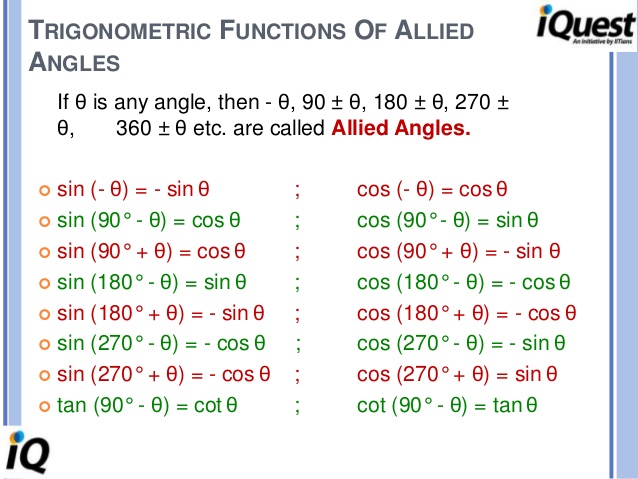 TRIGONOMETRIC FUNCTIONS OF ALLIED
ANGLES
iQuest
An initiative by IITians
If θ is any angle, then - θ, 90 ± θ, 180 ± θ, 270 ±
θ, 360 ± θ etc. are called Allied Angles.
sin (- θ) = - sin θ ; cos (- θ) = cos θ
sin (90° - θ) = cos θ ; cos (90° - θ) = sin θ
sin (90° + θ) = cos θ ; cos (90° + θ) = - sin θ
sin (180° - θ) = sin θ ; cos (180° - θ) = - cos θ
sin (180° + θ) = - sin θ ; cos (180° + θ) = - cos θ
sin (270° - θ) = - cos θ ; cos (270° - θ) = - sin θ
sin (270° + θ) = - cos θ ; cos (270° + θ) = sin θ
tan (90° - θ) = cot θ ; cot (90° - θ) = tan θ
iQ